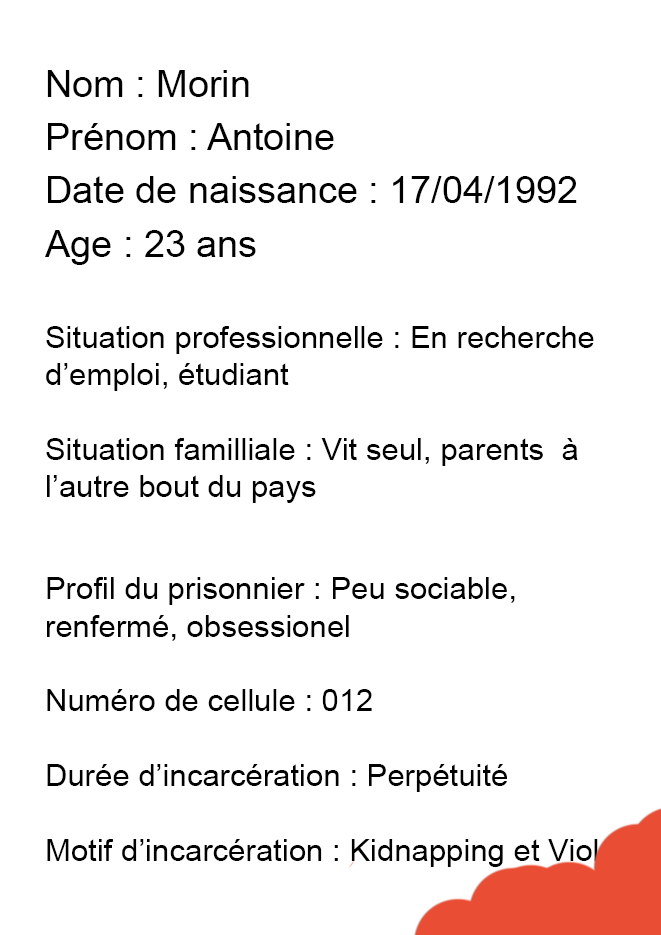 Nom : Morin
Prénom : Antoine
Date de naissance : 17/04/1992
Age : 23 ans
Situation professionnelle : En recherche
d’emploi, étudiant
Situation familliale : Vit seul, parents  à
l’autre bout du pays
Profil du prisonnier : Peu sociable,
renfermé, obsessionel
Numéro de cellule : 012
Durée d’incarcération : Perpétuité
Motif d’incarcération : Kidnapping et Viol